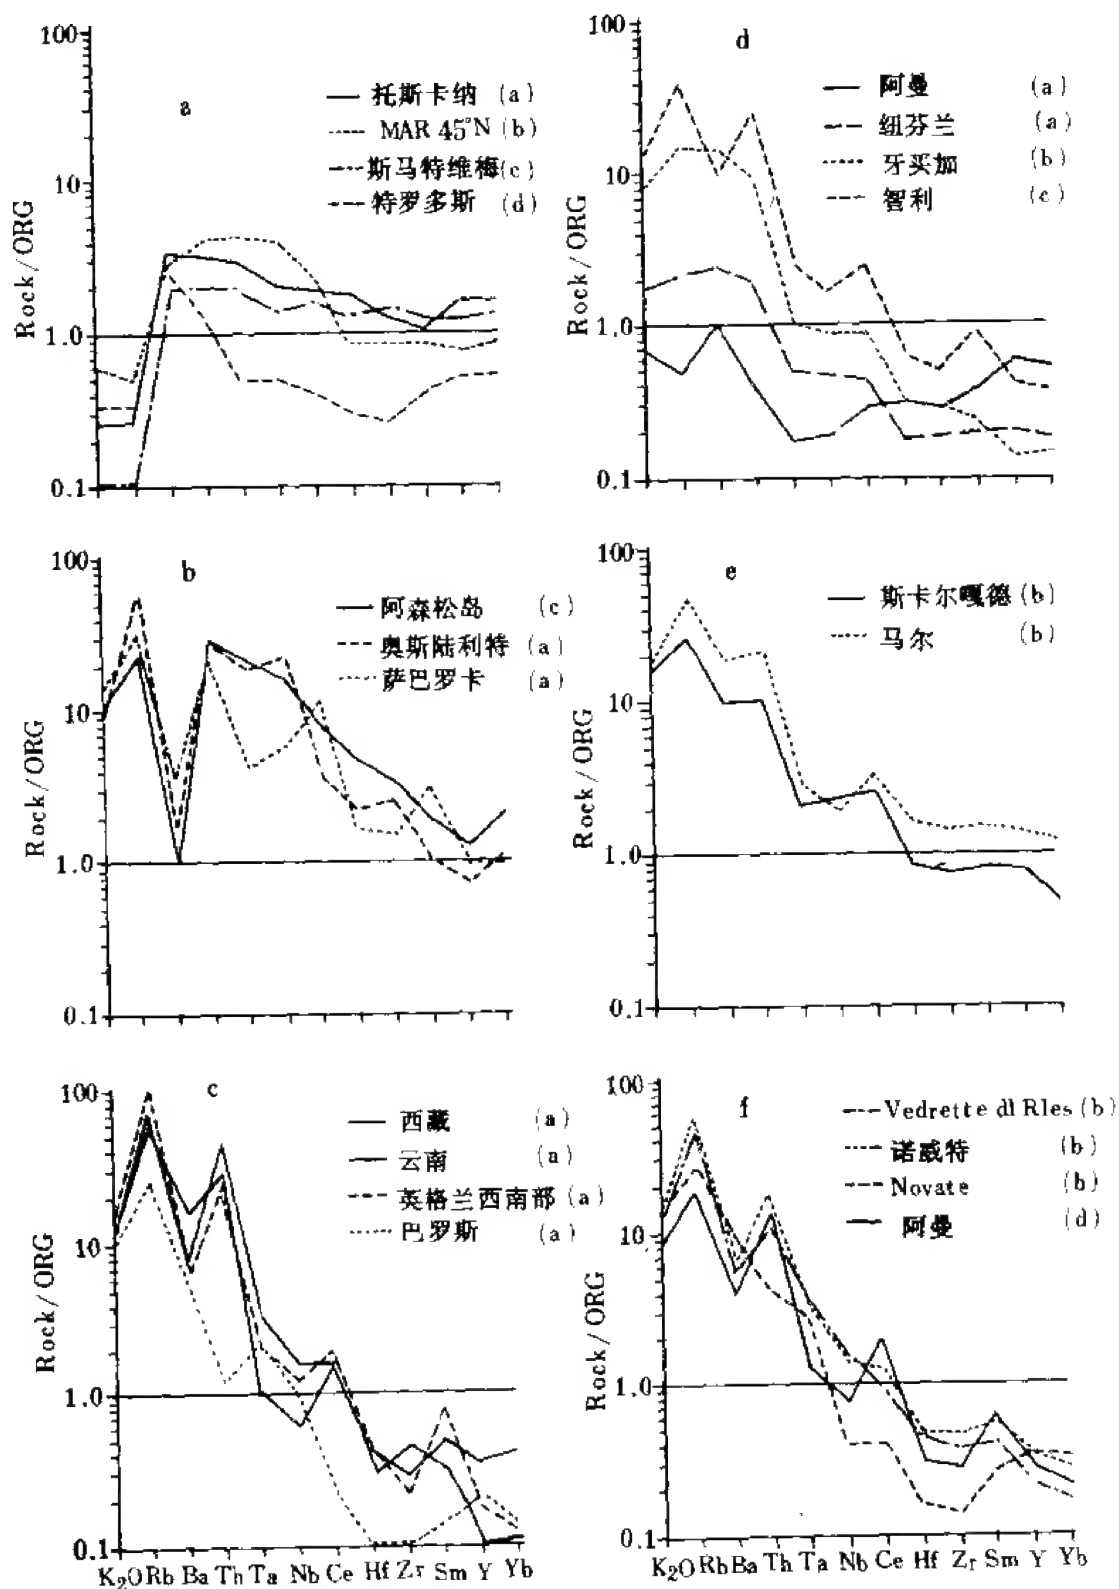 a
100
10
1.0
0.1
Rock/ORG
托斯卡纳 (a)
MAR 45°N (b)
斯马特维梅 (c)
特罗多斯 (d)
d
100
10
1.0
0.1
Rock/ORG
阿曼 (a)
纽芬兰 (a)
牙买加 (b)
智利 (c)
b
100
10
1.0
0.1
Rock/ORG
阿森松岛 (c)
奥斯陆利特 (a)
萨巴罗卡 (a)
e
100
10
1.0
0.1
Rock/ORG
斯卡尔嘎德 (b)
马尔 (b)
c
100
10
1.0
0.1
Rock/ORG
西藏 (a)
云南 (a)
英格兰西南部 (a)
巴罗斯 (a)
K₂O Rb Ba Th Ta Nb Ce Hf Zr Sm Y Yb
f
100
10
1.0
0.1
Rock/ORG
Vedrette dl Rles (b)
诺威特 (b)
Novate (b)
阿曼 (d)
K₂O Rb Ba Th Ta Nb Ce Hf Zr Sm Y Yb